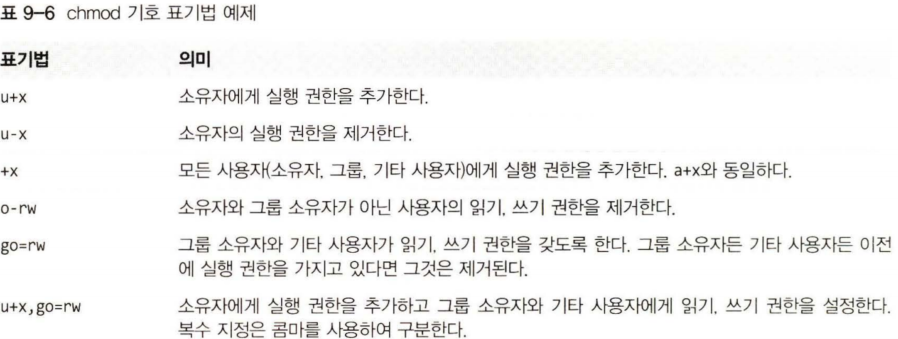 표 9-6 chmod 기호 표기법 예제
표기법 의미
u+x 소유자에게 실행 권한을 추가한다.
u-x 소유자의 실행 권한을 제거한다.
+x 모든 사용자(소유자, 그룹, 기타 사용자)에게 실행 권한을 추가한다. a+x와 동일하다.
o-rw 소유자와 그룹 소유자가 아닌 사용자의 읽기, 쓰기 권한을 제거한다.
go=rw 그룹 소유자와 기타 사용자가 읽기, 쓰기 권한을 갖도록 한다. 그룹 소유자든 기타 사용자든 이전
에 실행 권한을 가지고 있다면 그것은 제거된다.
u+x,go=rw 소유자에게 실행 권한을 추가하고 그룹 소유자와 기타 사용자에게 읽기, 쓰기 권한을 설정한다.
복수 지정은 콤마를 사용하여 구분한다.